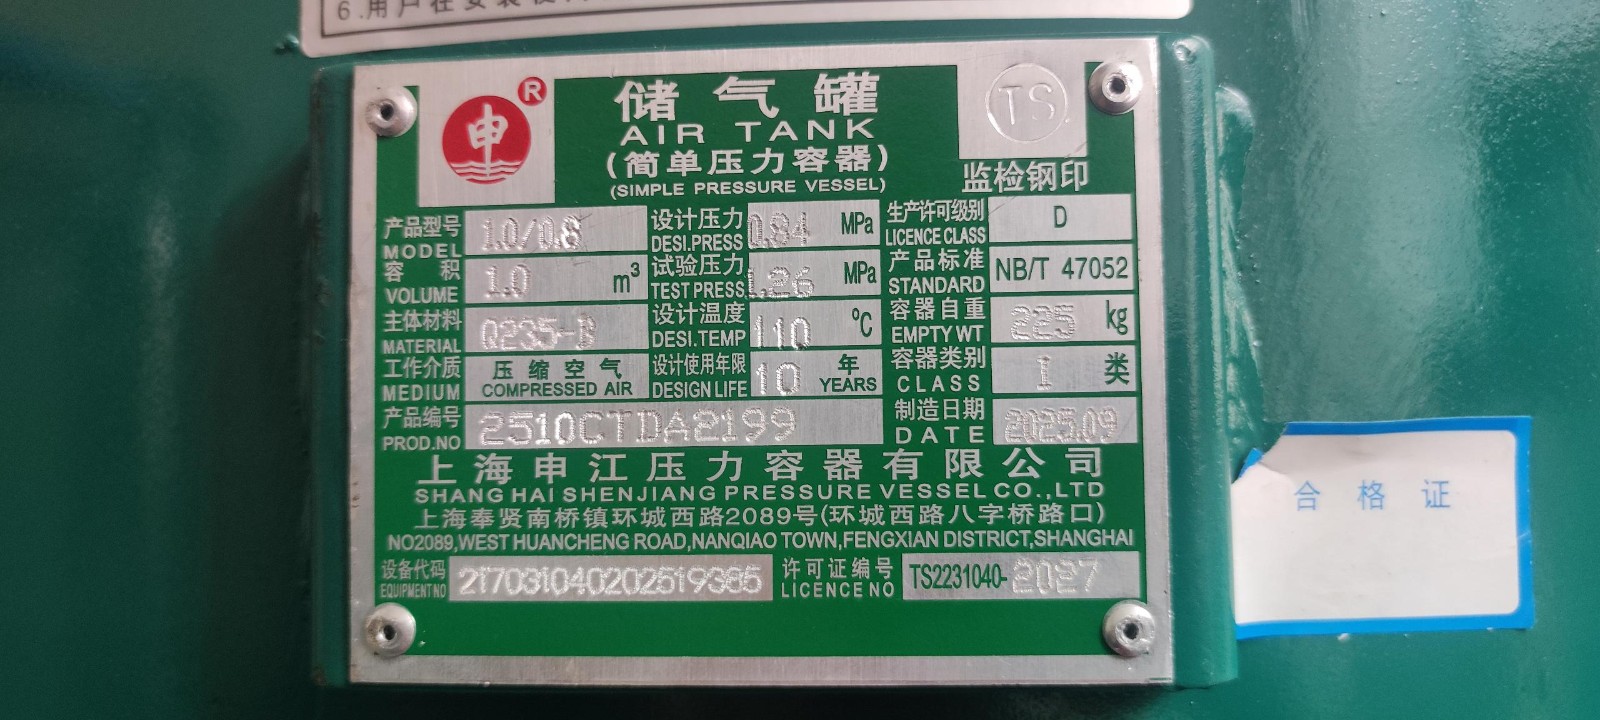 6.用户在安装使
申®
储气罐
AIR TANK
(简单压力容器)
(SIMPLE PRESSURE VESSEL)
TS
监检钢印
产品型号 1.0/0.8 设计压力 0.84 MPa 生产许可级别 D
MODEL DESI.PRESS LICENCE CLASS
容积 1.0 m³ 试验压力 1.26 MPa 产品标准 NB/T 47052
VOLUME TEST PRESS. STANDARD
主体材料 Q235-B 设计温度 110 ℃ 容器自重 225 kg
MATERIAL DESI.TEMP EMPTY WT
工作介质 压缩空气 设计使用年限 10 年 容器类别 I 类
MEDIUM COMPRESSED AIR DESIGN LIFE YEARS CLASS
产品编号 2510CTDA2199 制造日期 2025.09
PROD.NO DATE
上海申江压力容器有限公司
SHANG HAI SHENJIANG PRESSURE VESSEL CO.,LTD
上海奉贤南桥镇环城西路2089号(环城西路八字桥路口)
NO2089,WEST HUANCHENG ROAD,NANQIAO TOWN,FENGXIAN DISTRICT,SHANGHAI
设备代码 217031040202519385 许可证编号 TS2231040-2027
EQUIPMENT NO LICENCE NO
合格证